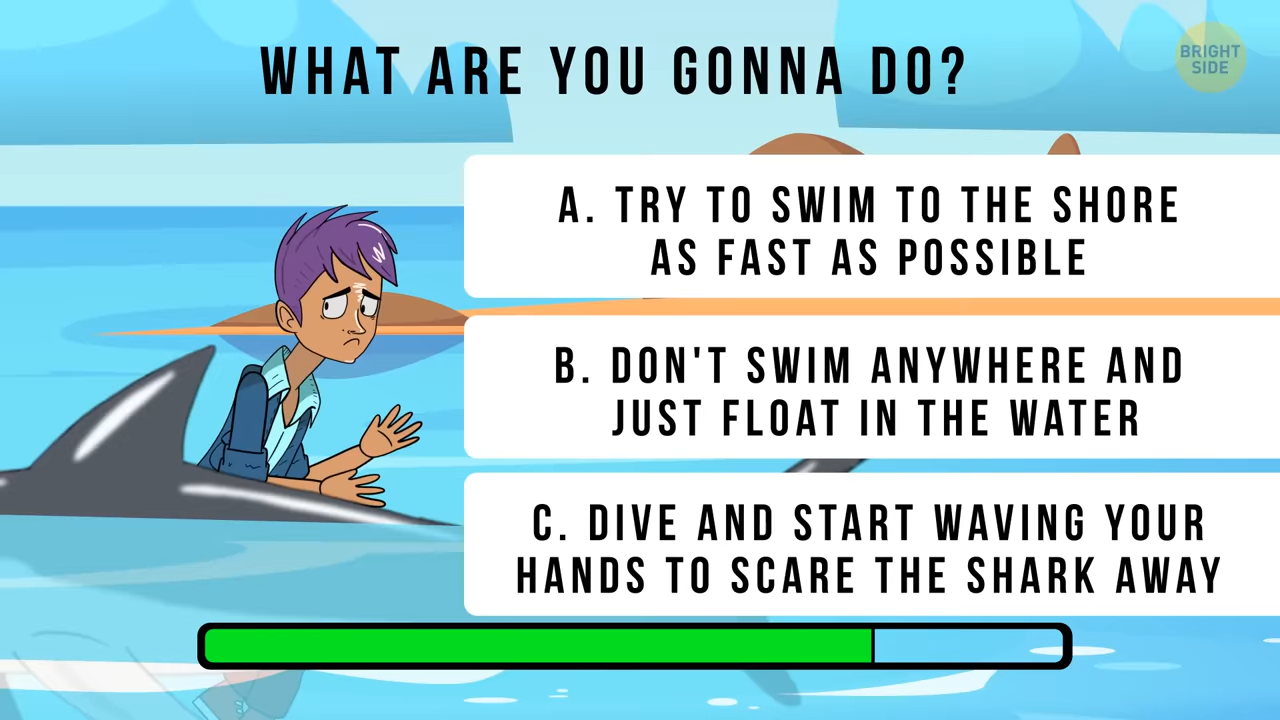 WHAT ARE YOU GONNA DO?
BRIGHT
SIDE
A. TRY TO SWIM TO THE SHORE
AS FAST AS POSSIBLE
B. DON'T SWIM ANYWHERE AND
JUST FLOAT IN THE WATER
C. DIVE AND START WAVING YOUR
HANDS TO SCARE THE SHARK AWAY